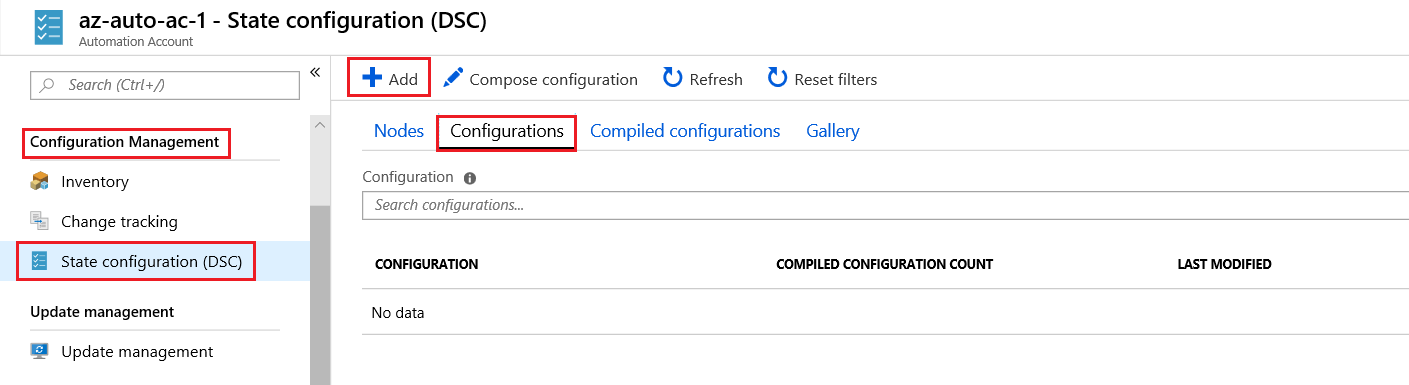 az-auto-ac-1 - State configuration (DSC)
Automation Account
Search (Ctrl+/)
«
Configuration Management
Inventory
Change tracking
State configuration (DSC)
Update management
Update management
Add Compose configuration Refresh Reset filters
Nodes Configurations Compiled configurations Gallery
Configuration
Search configurations...
CONFIGURATION COMPILED CONFIGURATION COUNT LAST MODIFIED
No data